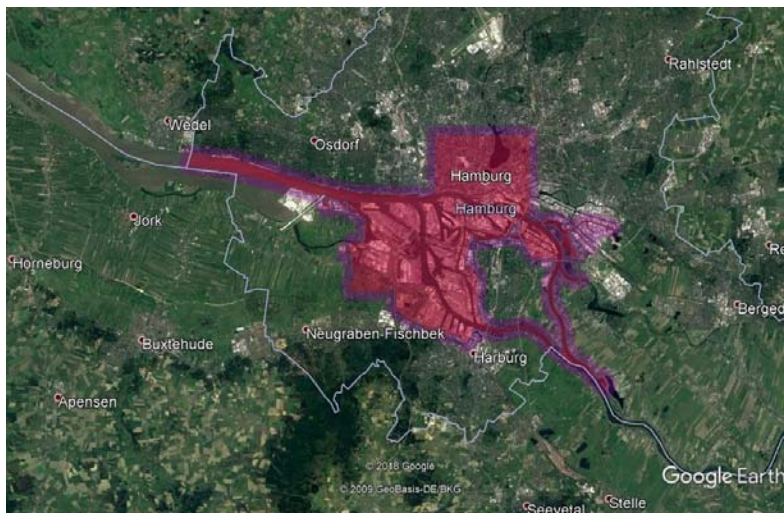 Rahlstedt
Wedel
Osdorf
Hamburg
Hamburg
Jork
Re
Horneburg
Berged
Neugraben-Fischbek
Buxtehude
Harburg
Apensen
© 2018 Google
© 2009 GeoBasis-DE/BKG
Google Earth
Seevetal
Stelle